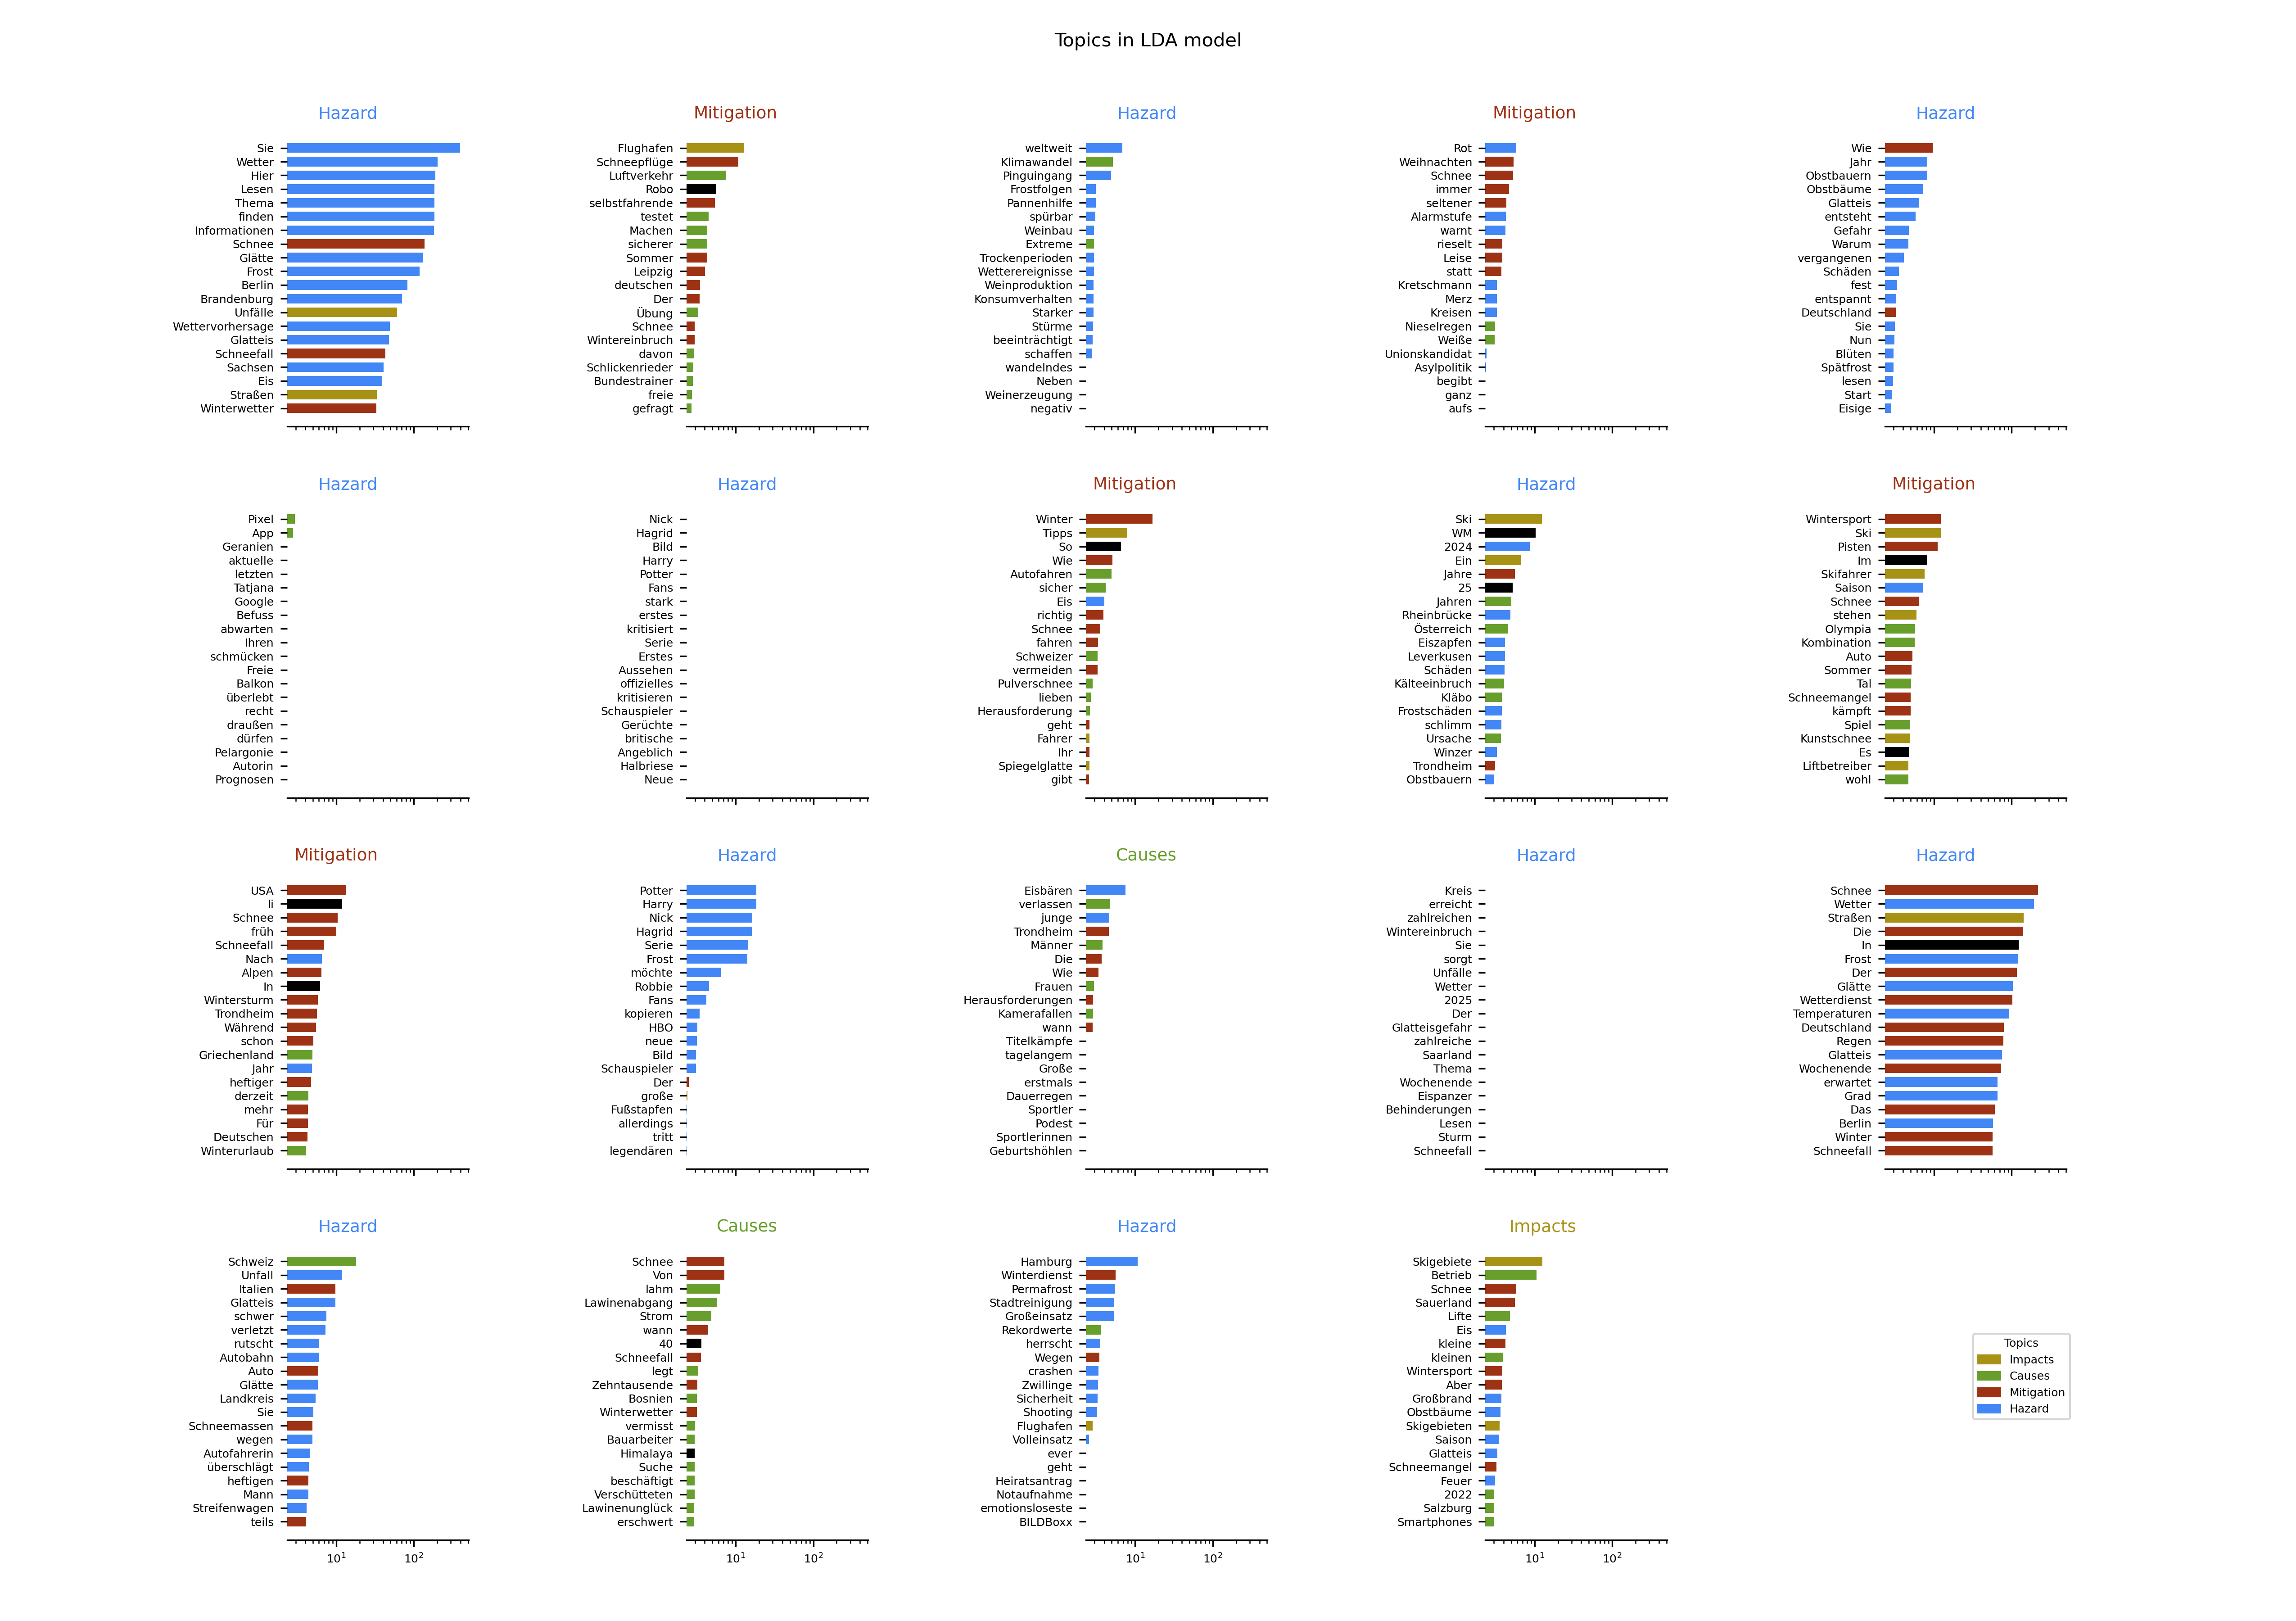 Topics in LDA model
Hazard
Sie
Wetter
Hier
Lesen
Thema
finden
Informationen
Schnee
Glätte
Frost
Berlin
Brandenburg
Unfälle
Wettervorhersage
Glatteis
Schneefall
Sachsen
Eis
Straßen
Winterwetter
Mitigation
Flughafen
Schneepflüge
Luftverkehr
Robo
selbstfahrende
testet
Machen
sicherer
Sommer
Leipzig
deutschen
Der
Übung
Schnee
Wintereinbruch
davon
Schlickenrieder
Bundestrainer
freie
gefragt
Hazard
weltweit
Klimawandel
Pinguingang
Frostfolgen
Pannenhilfe
spürbar
Weinbau
Extreme
Trockenperioden
Wetterereignisse
Weinproduktion
Konsumverhalten
Starker
Stürme
beeinträchtigt
schaffen
wandelndes
Neben
Weinerzeugung
negativ
Mitigation
Rot
Weihnachten
Schnee
immer
seltener
Alarmstufe
warnt
rieselt
Leise
statt
Kretschmann
Merz
Kreisen
Nieselregen
Weiße
Unionskandidat
Asylpolitik
begibt
ganz
aufs
Hazard
Wie
Jahr
Obstbauern
Obstbäume
Glatteis
entsteht
Gefahr
Warum
vergangenen
Schäden
fest
entspannt
Deutschland
Sie
Nun
Blüten
Spätfrost
lesen
Start
Eisige
Hazard
Pixel
App
Geranien
aktuelle
letzten
Tatjana
Google
Befuss
abwarten
Ihren
schmücken
Freie
Balkon
überlebt
recht
draußen
dürfen
Pelargonie
Autorin
Prognosen
Hazard
Nick
Hagrid
Bild
Harry
Potter
Fans
stark
erstes
kritisiert
Serie
Erstes
Aussehen
offizielles
kritisieren
Schauspieler
Gerüchte
britische
Angeblich
Halbriese
Neue
Mitigation
Winter
Tipps
So
Wie
Autofahren
sicher
Eis
richtig
Schnee
fahren
Schweizer
vermeiden
Pulverschnee
lieben
Herausforderung
geht
Fahrer
Ihr
Spiegelglatte
gibt
Hazard
Ski
WM
2024
Ein
Jahre
25
Jahren
Rheinbrücke
Österreich
Eiszapfen
Leverkusen
Schäden
Kälteeinbruch
Kläbo
Frostschäden
schlimm
Ursache
Winzer
Trondheim
Obstbauern
Mitigation
Wintersport
Ski
Pisten
Im
Skifahrer
Saison
Schnee
stehen
Olympia
Kombination
Auto
Sommer
Tal
Schneemangel
kämpft
Spiel
Kunstschnee
Es
Liftbetreiber
wohl
Mitigation
USA
li
Schnee
früh
Schneefall
Nach
Alpen
In
Wintersturm
Trondheim
Während
schon
Griechenland
Jahr
heftiger
derzeit
mehr
Für
Deutschen
Winterurlaub
Hazard
Potter
Harry
Nick
Hagrid
Serie
Frost
möchte
Robbie
Fans
kopieren
HBO
neue
Bild
Schauspieler
Der
große
Fußstapfen
allerdings
tritt
legendären
Causes
Eisbären
verlassen
junge
Trondheim
Männer
Die
Wie
Frauen
Herausforderungen
Kamerafallen
wann
Titelkämpfe
tagelangem
Große
erstmals
Dauerregen
Sportler
Podest
Sportlerinnen
Geburtshöhlen
Hazard
Kreis
erreicht
zahlreichen
Wintereinbruch
Sie
sorgt
Unfälle
Wetter
2025
Der
Glatteisgefahr
zahlreiche
Saarland
Thema
Wochenende
Eispanzer
Behinderungen
Lesen
Sturm
Schneefall
Hazard
Schnee
Wetter
Straßen
Die
In
Frost
Der
Glätte
Wetterdienst
Temperaturen
Deutschland
Regen
Glatteis
Wochenende
erwartet
Grad
Das
Berlin
Winter
Schneefall
Hazard
Schweiz
Unfall
Italien
Glatteis
schwer
verletzt
rutscht
Autobahn
Auto
Glätte
Landkreis
Sie
Schneemassen
wegen
Autofahrerin
überschlägt
heftigen
Mann
Streifenwagen
teils
10¹ 10²
Causes
Schnee
Von
lahm
Lawinenabgang
Strom
wann
40
Schneefall
legt
Zehntausende
Bosnien
Winterwetter
vermisst
Bauarbeiter
Himalaya
Suche
beschäftigt
Verschütteten
Lawinenunglück
erschwert
10¹ 10²
Hazard
Hamburg
Winterdienst
Permafrost
Stadtreinigung
Großeinsatz
Rekordwerte
herrscht
Wegen
crashen
Zwillinge
Sicherheit
Shooting
Flughafen
Volleinsatz
ever
geht
Heiratsantrag
Notaufnahme
emotionsloseste
BILDBoxx
10¹ 10²
Impacts
Skigebiete
Betrieb
Schnee
Sauerland
Lifte
Eis
kleine
kleinen
Wintersport
Aber
Großbrand
Obstbäume
Skigebieten
Saison
Glatteis
Schneemangel
Feuer
2022
Salzburg
Smartphones
10¹ 10²
Topics
Impacts
Causes
Mitigation
Hazard